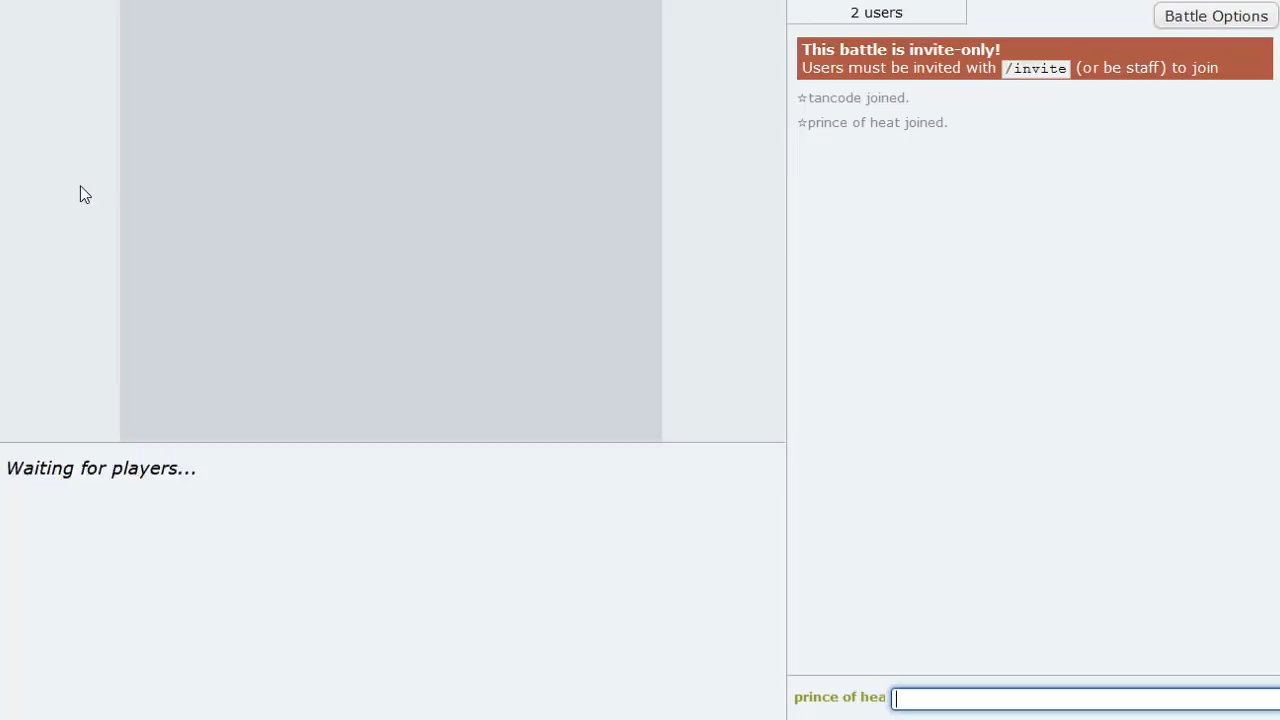 2 users
Battle Options
This battle is invite-only!
Users must be invited with /invite (or be staff) to join
☆tancode joined.
☆prince of heat joined.
Waiting for players...
prince of hea